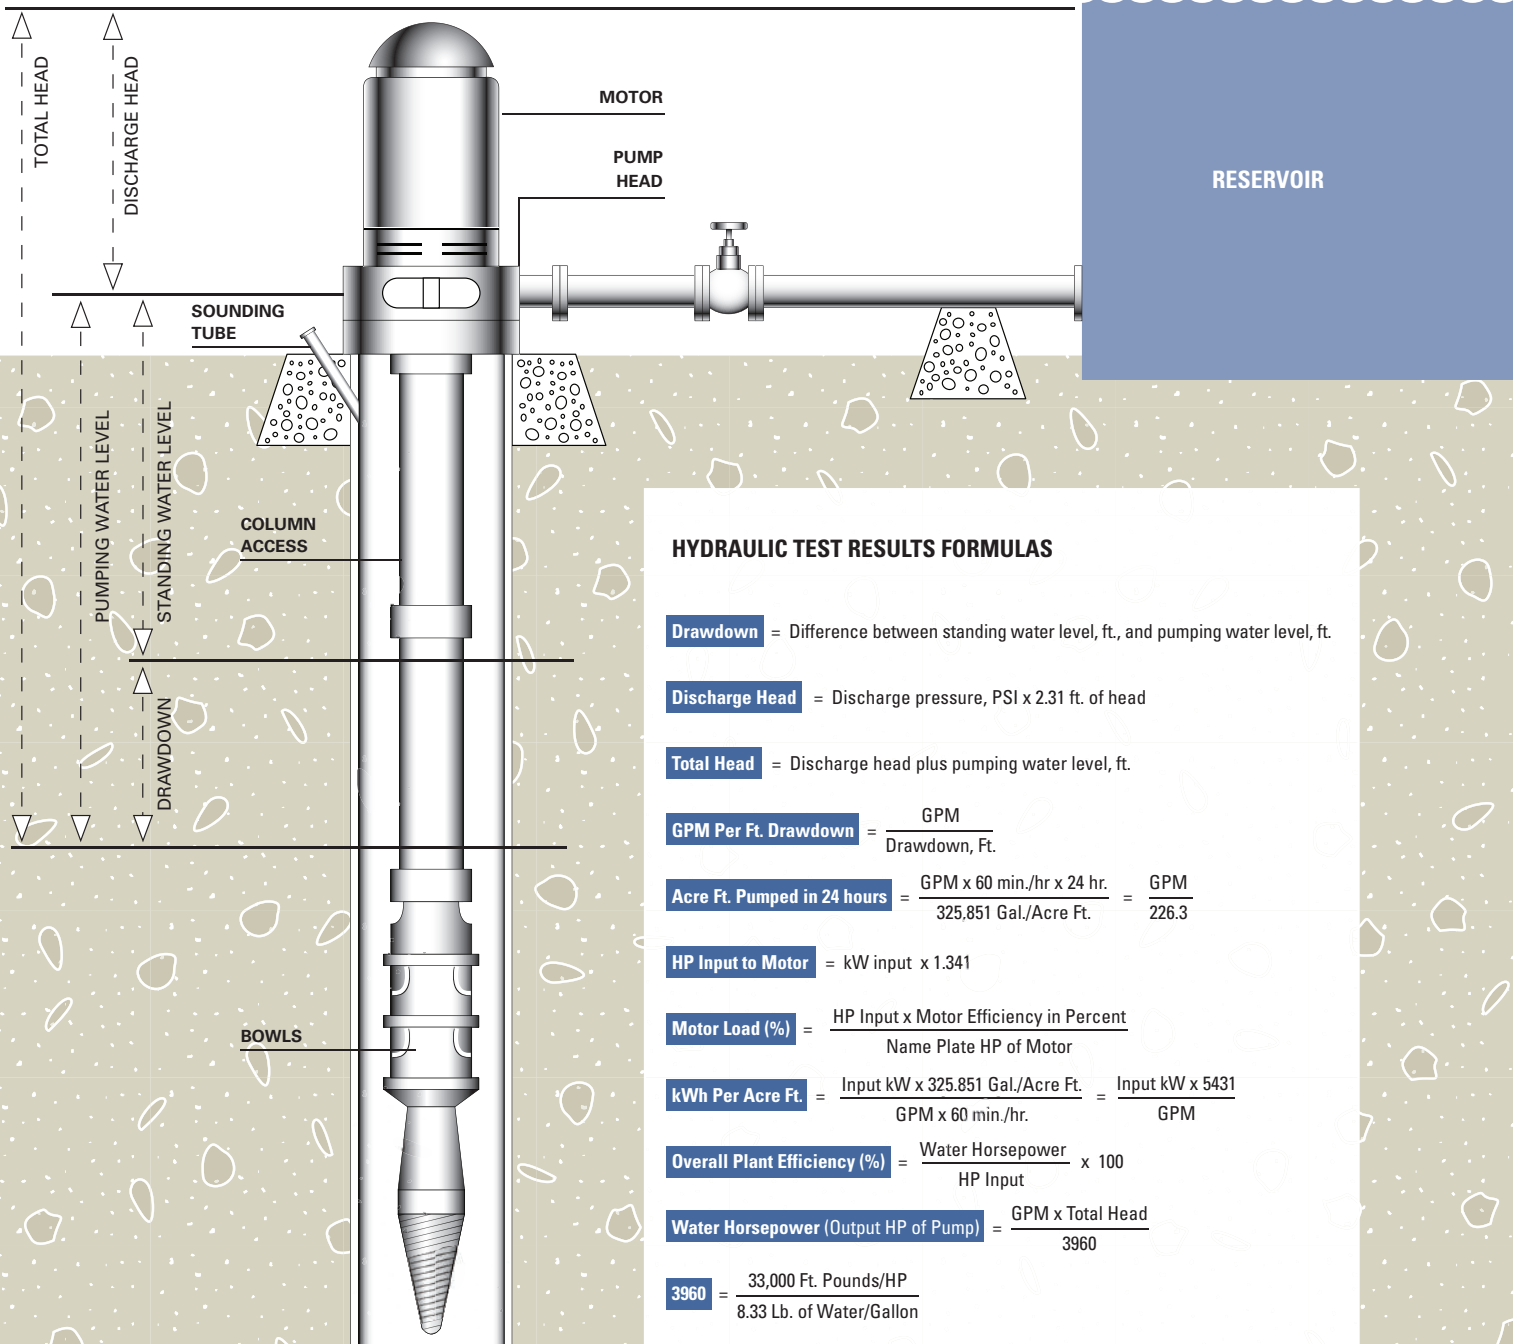 TOTAL HEAD
DISCHARGE HEAD
MOTOR
PUMP
HEAD
RESERVOIR
SOUNDING
TUBE
PUMPING WATER LEVEL
STANDING WATER LEVEL
COLUMN
ACCESS
DRAWDOWN
BOWLS
HYDRAULIC TEST RESULTS FORMULAS
Drawdown = Difference between standing water level, ft., and pumping water level, ft.
Discharge Head = Discharge pressure, PSI x 2.31 ft. of head
Total Head = Discharge head plus pumping water level, ft.
GPM
GPM Per Ft. Drawdown =
Drawdown, Ft.
GPM x 60 min./hr x 24 hr. GPM
Acre Ft. Pumped in 24 hours = =
325,851 Gal./Acre Ft. 226.3
HP Input to Motor = kW input x 1.341
HP Input x Motor Efficiency in Percent
Motor Load (%) =
Name Plate HP of Motor
Input kW x 325.851 Gal./Acre Ft. Input kW x 5431
kWh Per Acre Ft. = =
GPM x 60 min./hr. GPM
Water Horsepower
Overall Plant Efficiency (%) = x 100
HP Input
GPM x Total Head
Water Horsepower (Output HP of Pump) =
3960
33,000 Ft. Pounds/HP
3960 =
8.33 Lb. of Water/Gallon